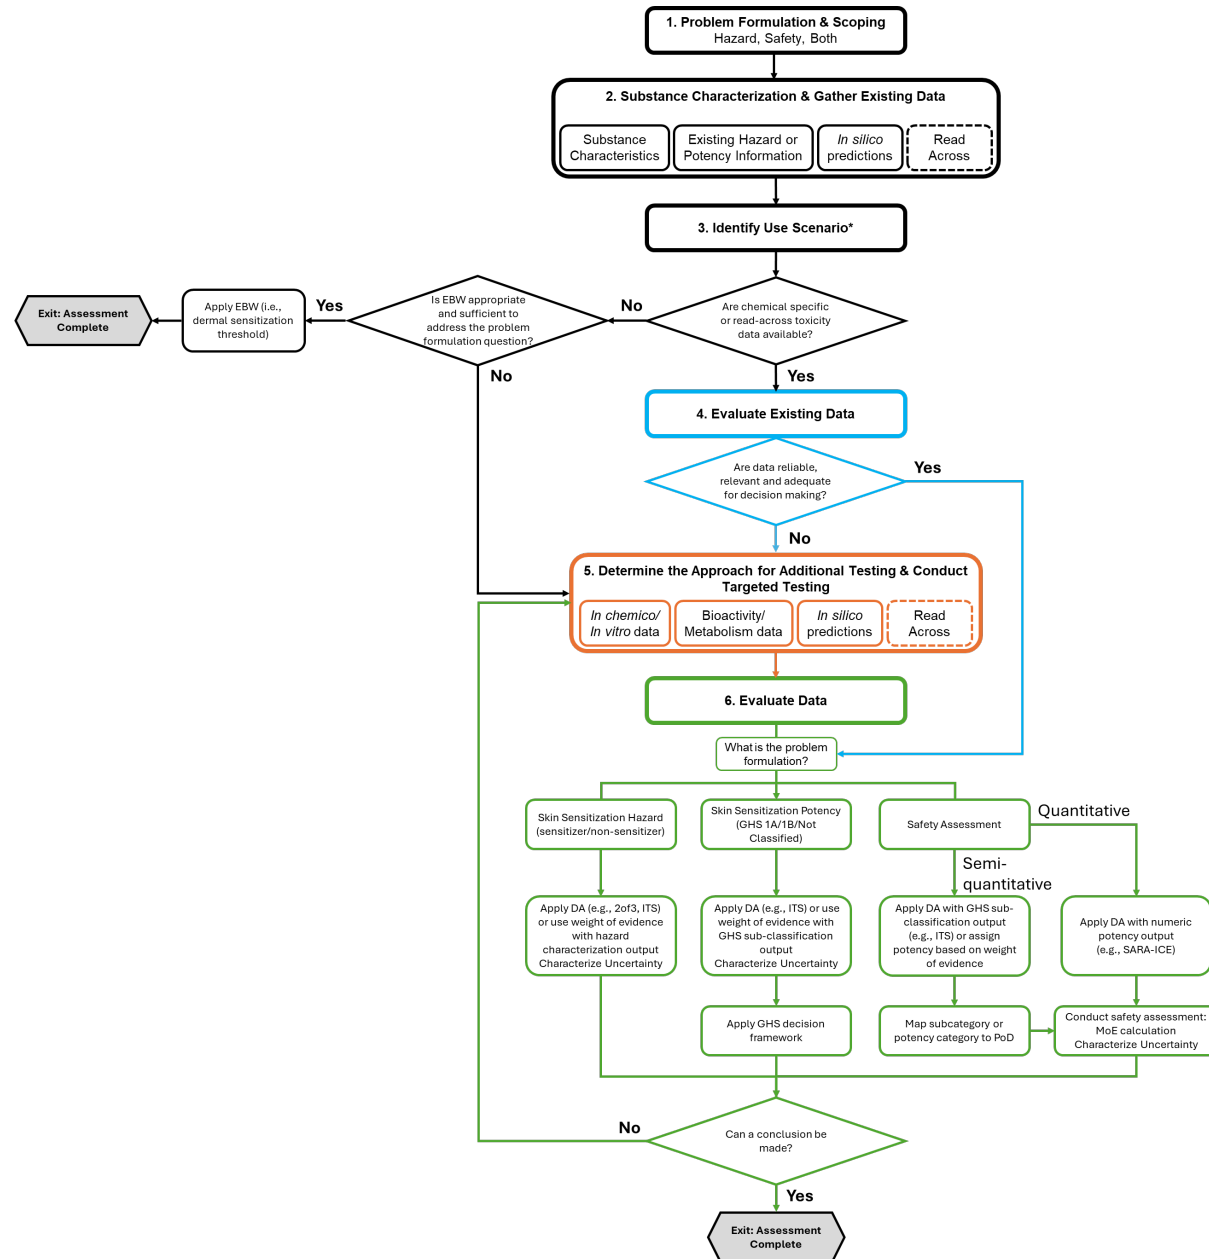 1. Problem Formulation & Scoping
Hazard, Safety, Both
2. Substance Characterization & Gather Existing Data
Substance
Characteristics
Existing Hazard or
Potency Information
In silico
predictions
Read
Across
3. Identify Use Scenario*
Are chemical specific
or read-across toxicity
data available?
No
Is EBW appropriate
and sufficient to
address the problem
formulation question?
Yes
Apply EBW (i.e.,
dermal sensitization
threshold)
Exit: Assessment
Complete
No
Yes
4. Evaluate Existing Data
Are data reliable,
relevant and adequate
for decision making?
Yes
No
5. Determine the Approach for Additional Testing & Conduct
Targeted Testing
In chemico/
In vitro data
Bioactivity/
Metabolism data
In silico
predictions
Read
Across
6. Evaluate Data
What is the problem
formulation?
Skin Sensitization Hazard
(sensitizer/non-sensitizer)
Skin Sensitization Potency
(GHS 1A/1B/Not
Classified)
Safety Assessment
Quantitative
Semi-
quantitative
Apply DA (e.g., 2of3, ITS)
or use weight of evidence
with hazard
characterization output
Characterize Uncertainty
Apply DA (e.g., ITS) or use
weight of evidence with
GHS sub-classification
output
Characterize Uncertainty
Apply DA with GHS sub-
classification output
(e.g., ITS) or assign
potency based on weight
of evidence
Apply DA with numeric
potency output
(e.g., SARA-ICE)
Apply GHS decision
framework
Map subcategory or
potency category to PoD
Conduct safety assessment:
MoE calculation
Characterize Uncertainty
Can a conclusion be
made?
No
Yes
Exit: Assessment
Complete